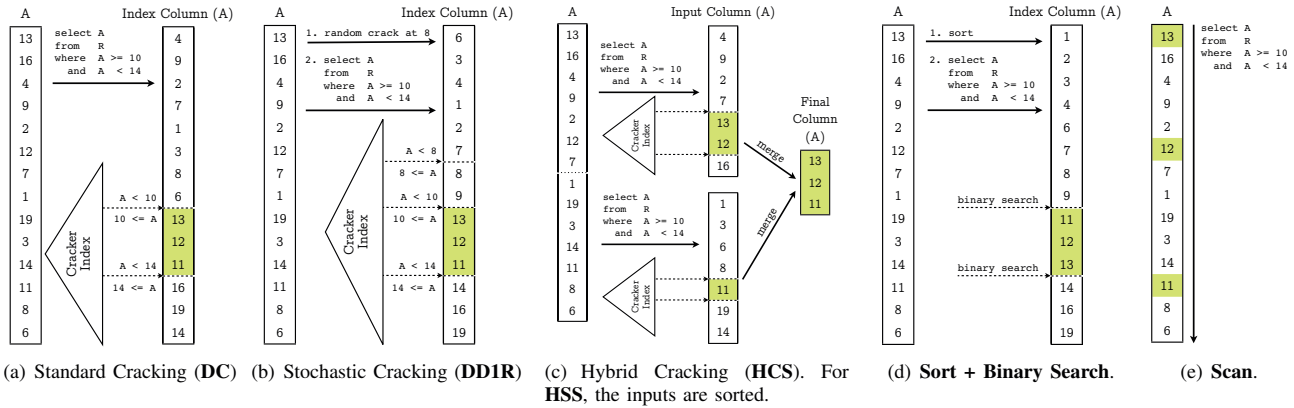 A
Index Column (A)
13
16
4
9
2
12
7
1
19
3
14
11
8
6
select A
from R
where A >= 10
and A < 14
4
9
2
7
1
3
8
6
13
12
11
16
19
14
Cracker
Index
A < 10
10 <= A
A < 14
14 <= A
(a) Standard Cracking (DC)
A
Index Column (A)
13
16
4
9
2
12
7
1
19
3
14
11
8
6
1. random crack at 8
2. select A
from R
where A >= 10
and A < 14
6
3
4
1
2
7
8
9
13
12
11
14
16
19
Cracker
Index
A < 8
8 <= A
A < 10
10 <= A
A < 14
14 <= A
(b) Stochastic Cracking (DD1R)
A
Input Column (A)
13
16
4
9
2
12
7
1
19
3
14
11
8
6
select A
from R
where A >= 10
and A < 14
Cracker
Index
4
9
2
7
13
12
16
select A
from R
where A >= 10
and A < 14
Cracker
Index
1
3
6
8
11
19
14
merge
merge
Final
Column
(A)
13
12
11
(c) Hybrid Cracking (HCS). For
HSS, the inputs are sorted.
A
Index Column (A)
13
16
4
9
2
12
7
1
19
3
14
11
8
6
1. sort
2. select A
from R
where A >= 10
and A < 14
binary search
binary search
1
2
3
4
6
7
8
9
11
12
13
14
16
19
(d) Sort + Binary Search.
A
13
16
4
9
2
12
7
1
19
3
14
11
8
6
select A
from R
where A >= 10
and A < 14
(e) Scan.